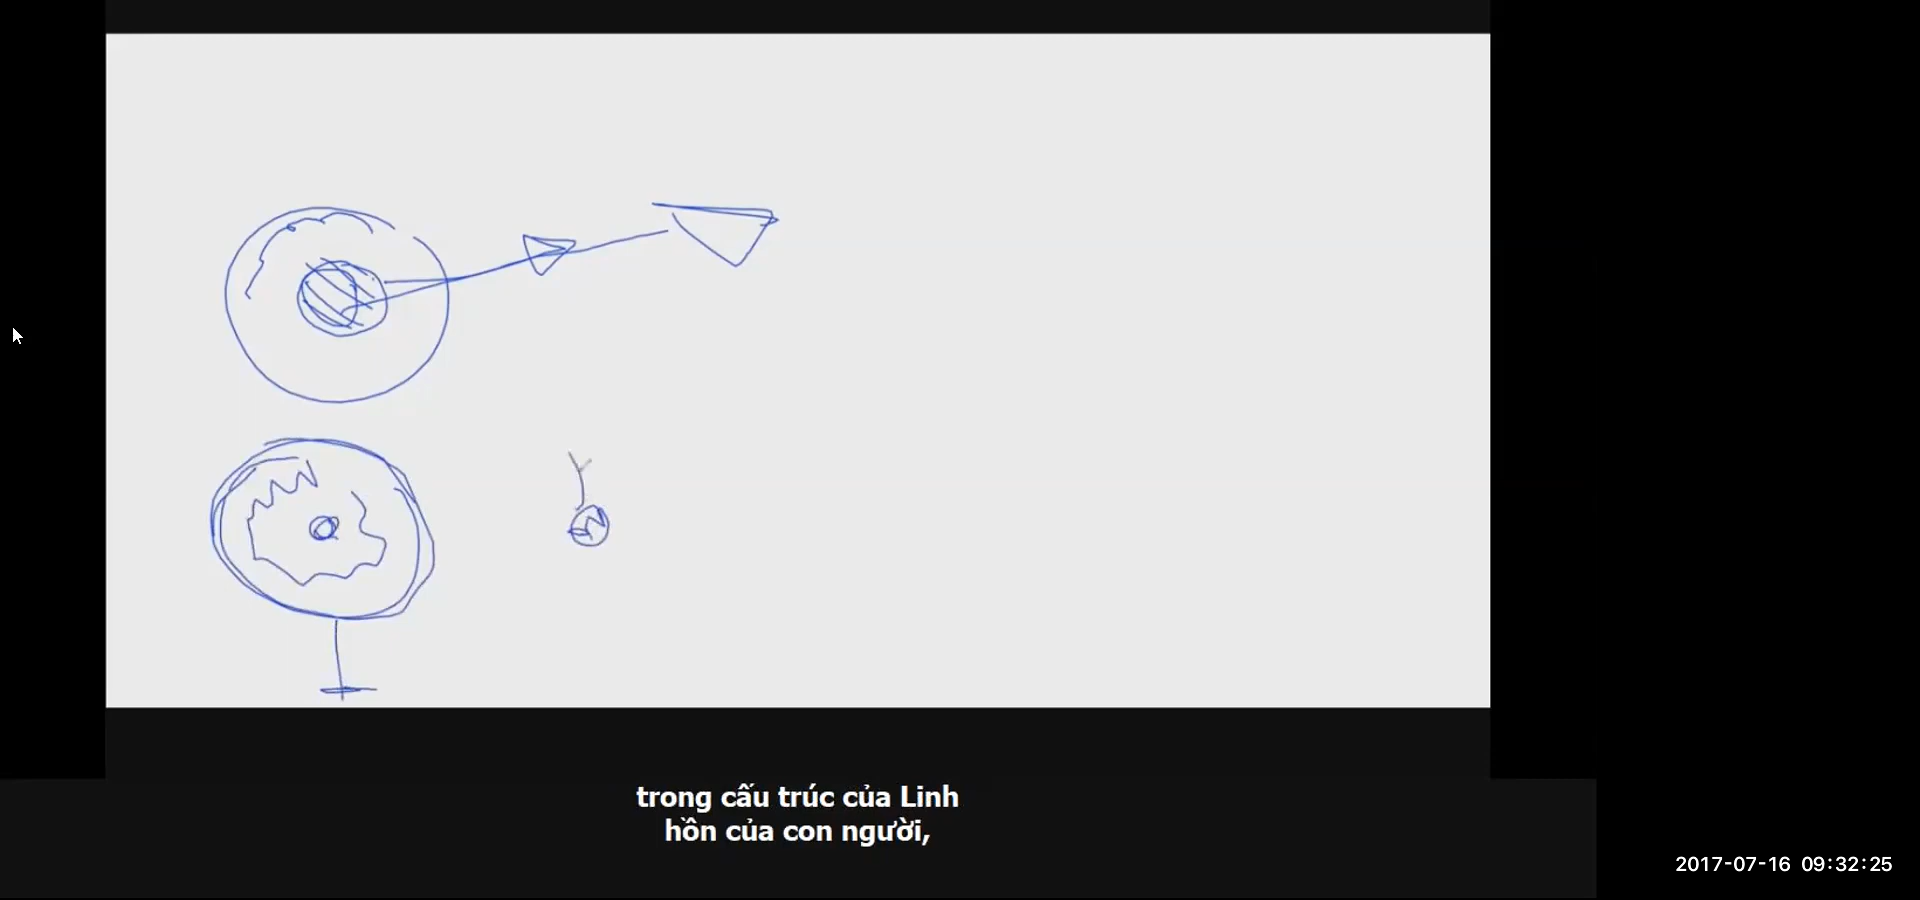 trong cấu trúc của Linh
hồn của con người,
2017-07-16 09:32:25